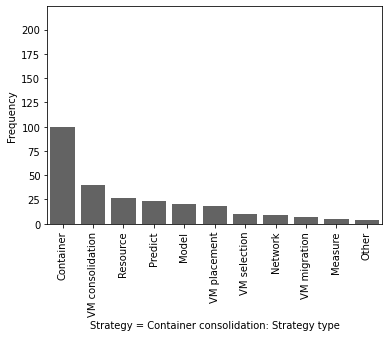 200
175
150
125
100
75
50
25
0
Frequency
Container
VM consolidation
Resource
Predict
Model
VM placement
VM selection
Network
VM migration
Measure
Other
Strategy = Container consolidation: Strategy type